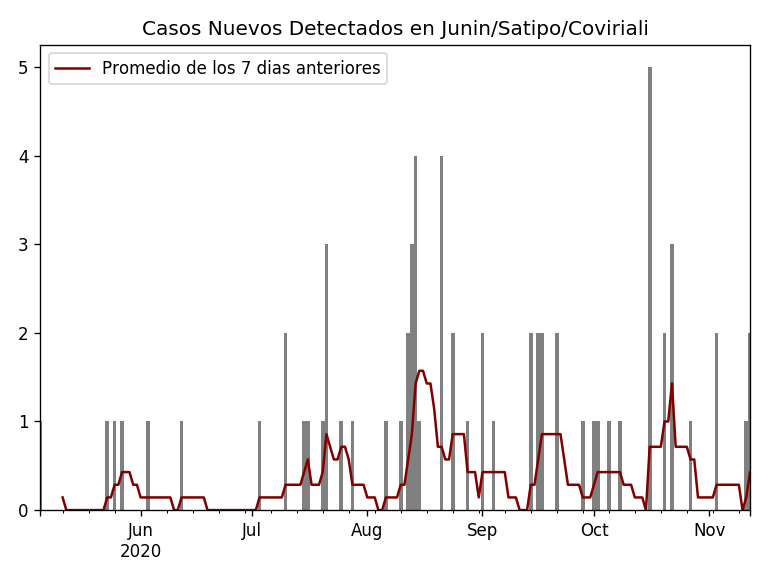 Casos Nuevos Detectados en Junin/Satipo/Coviriali
Promedio de los 7 dias anteriores
5
4
3
2
1
0
Jun Jul Aug Sep Oct Nov
2020